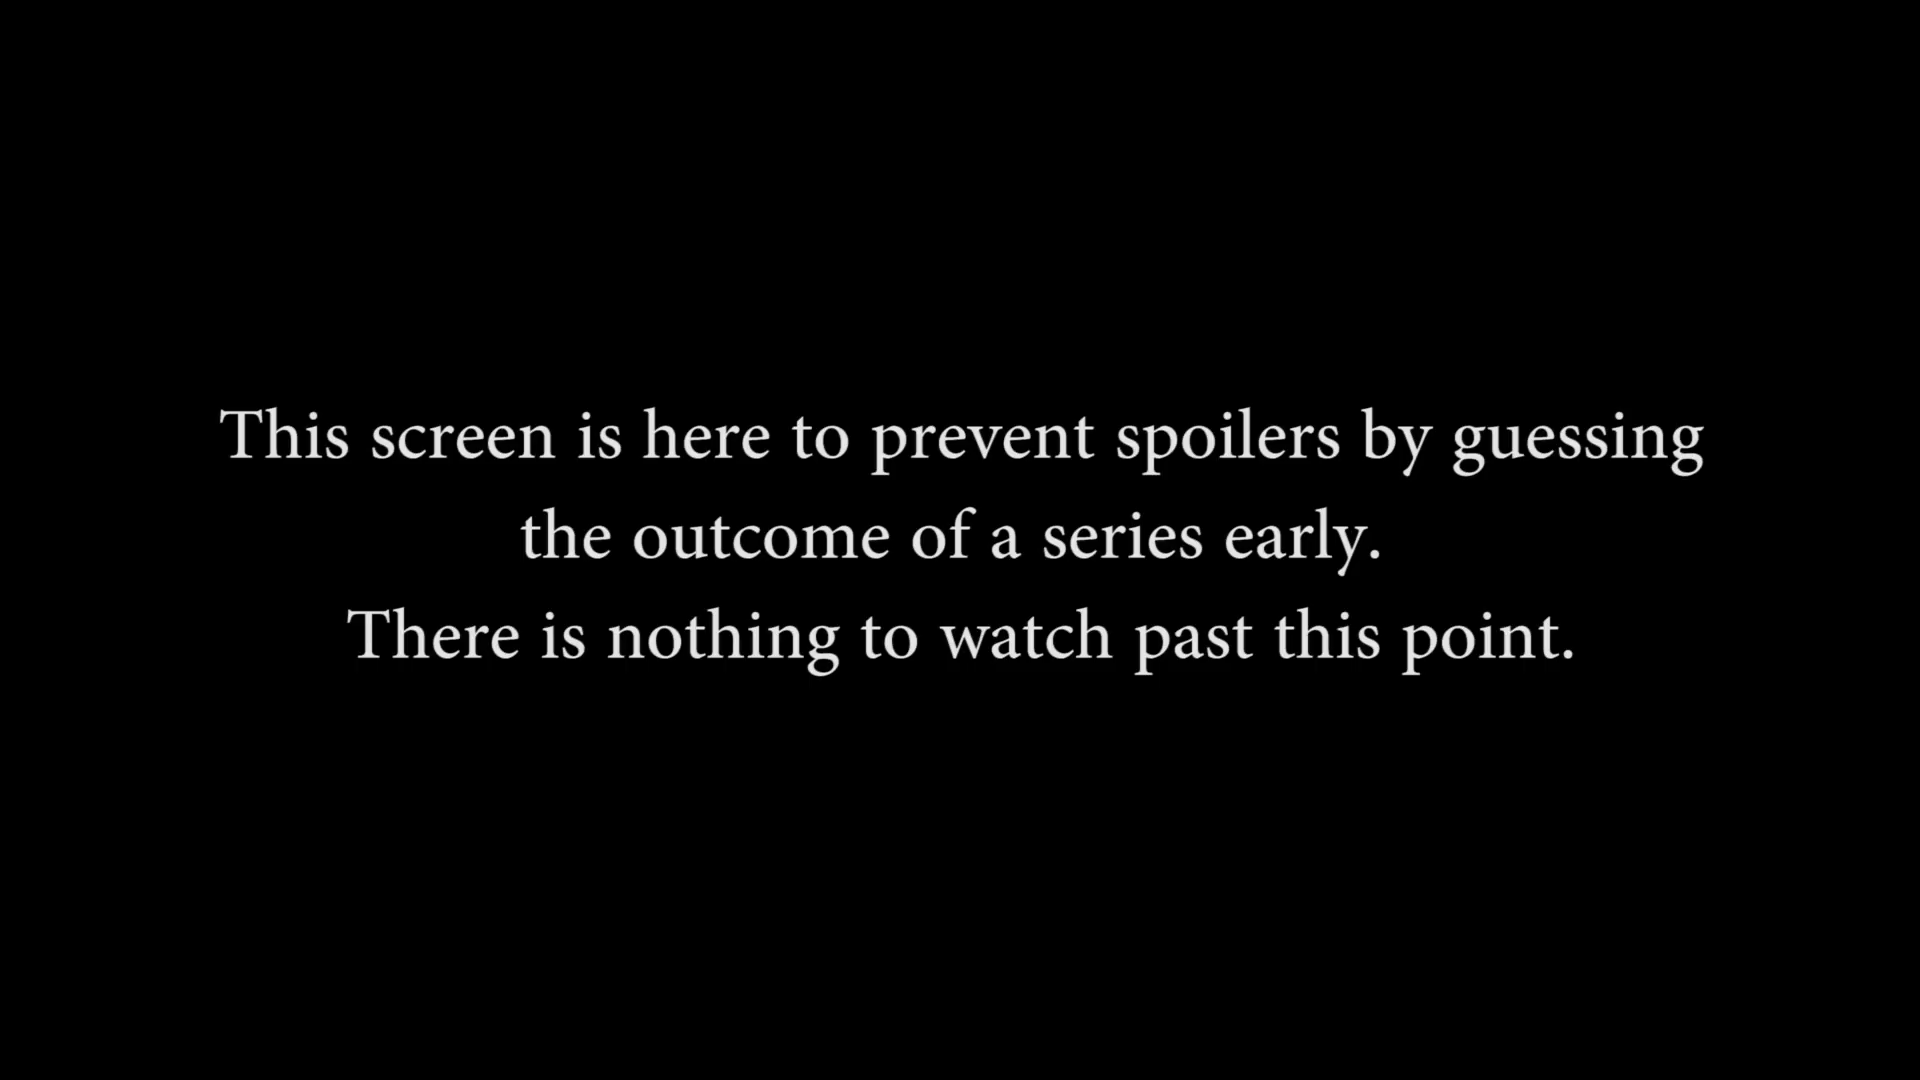 This screen is here to prevent spoilers by guessing
the outcome of a series early.
There is nothing to watch past this point.